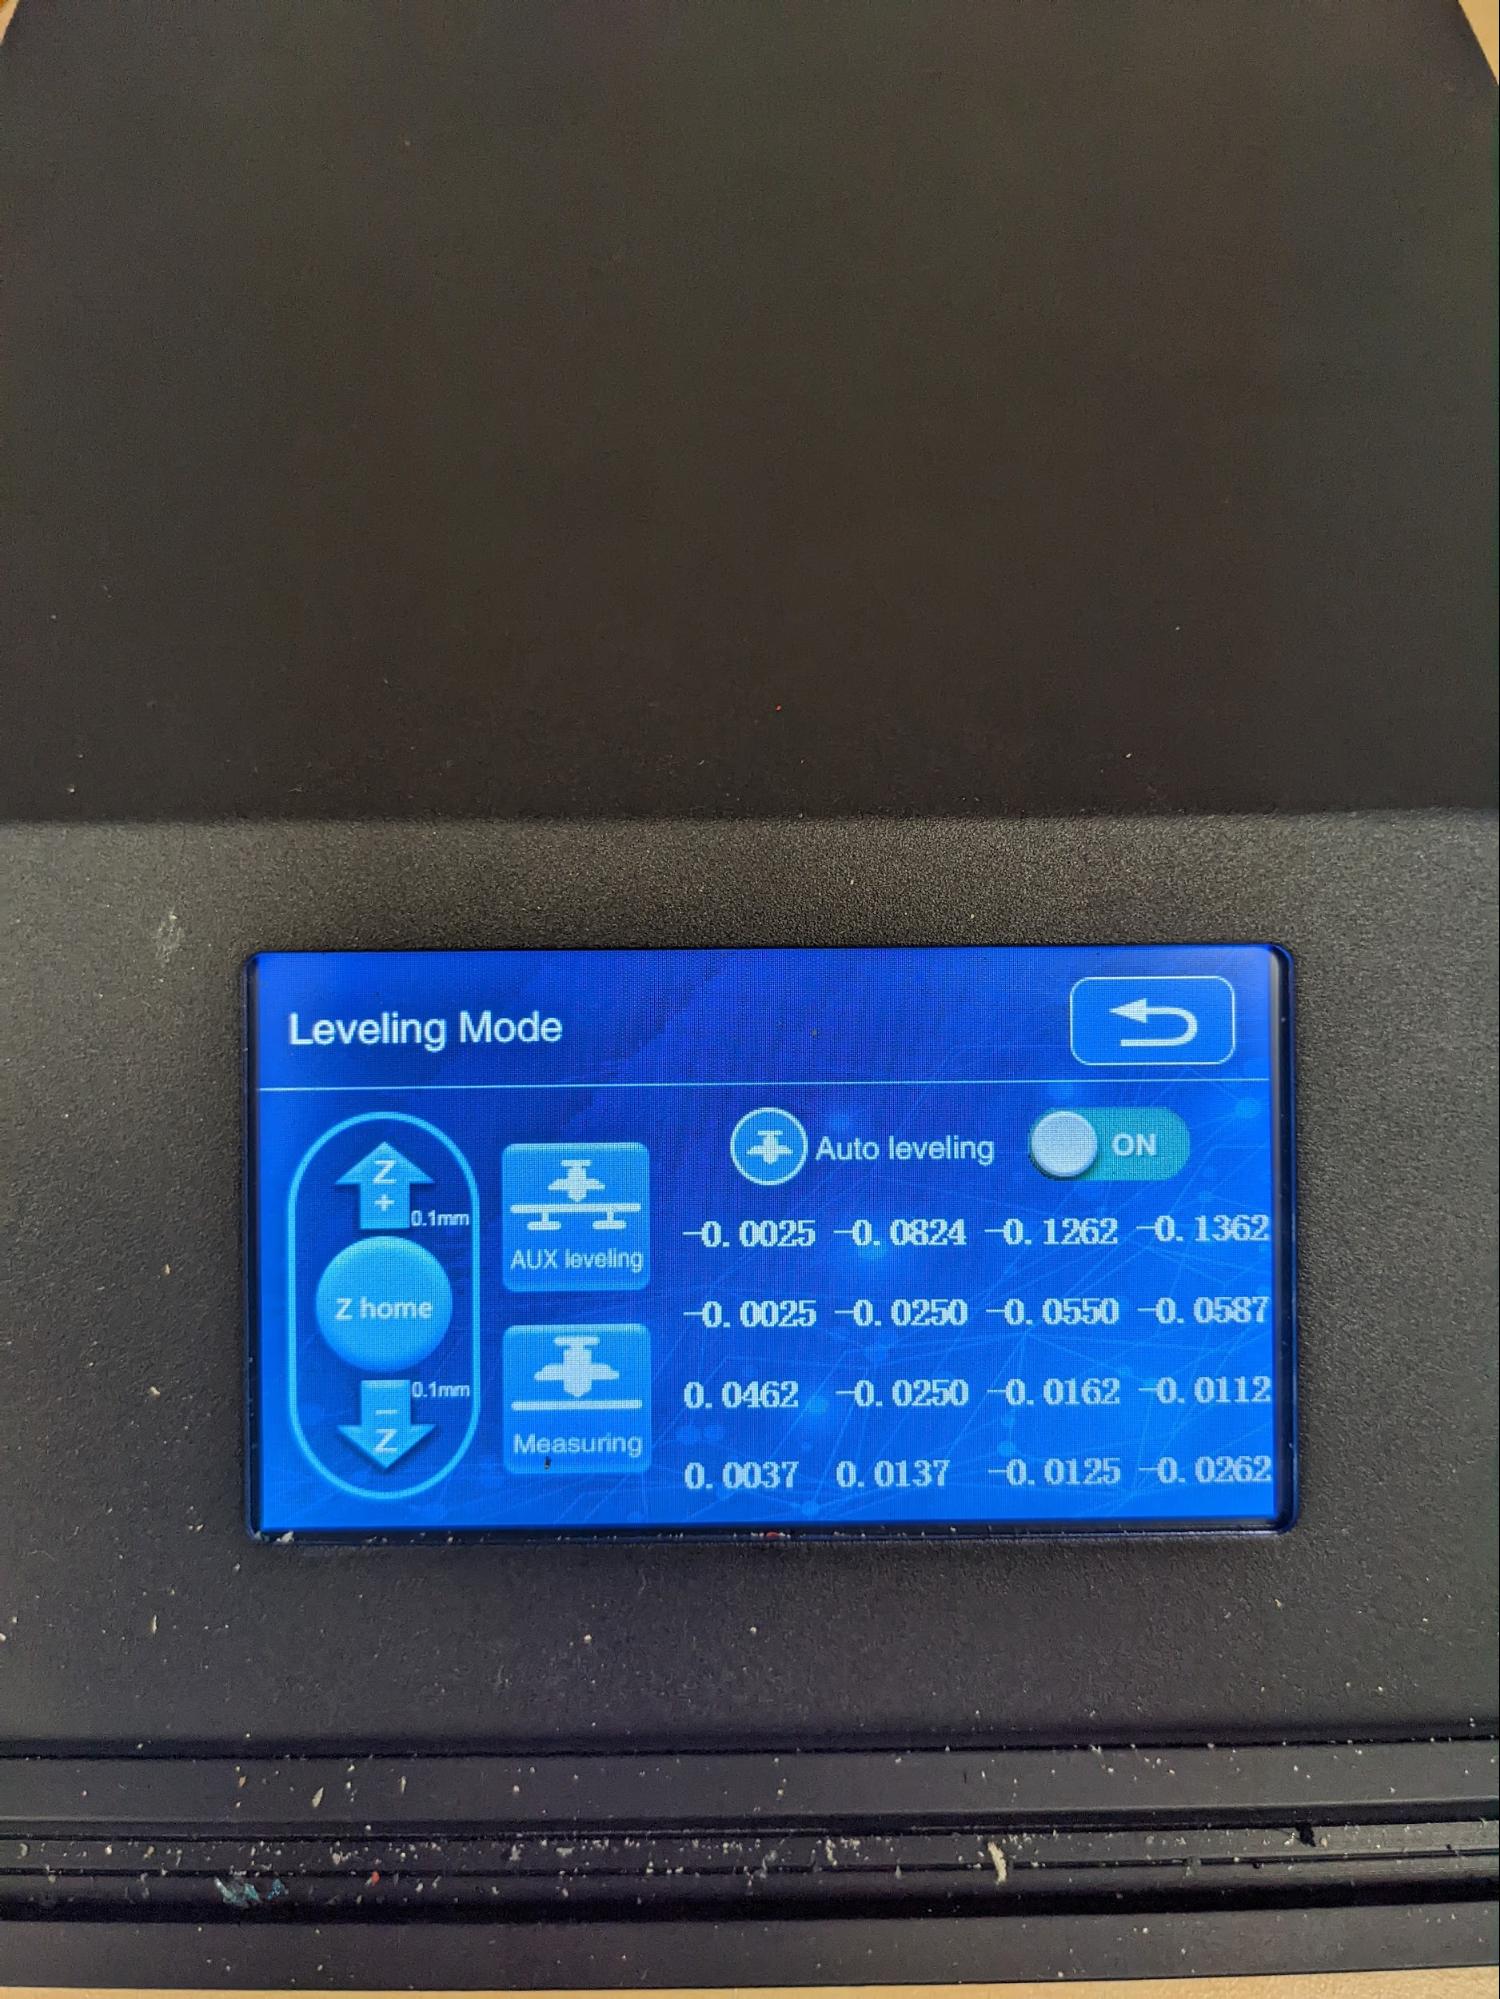 Leveling Mode
Z
+
0.1mm
Z home
0.1mm
−
Z
AUX leveling
Measuring
Auto leveling ON
-0.0025 -0.0824 -0.1262 -0.1362
-0.0025 -0.0250 -0.0550 -0.0587
0.0462 -0.0250 -0.0162 -0.0112
0.0037 0.0137 -0.0125 -0.0262